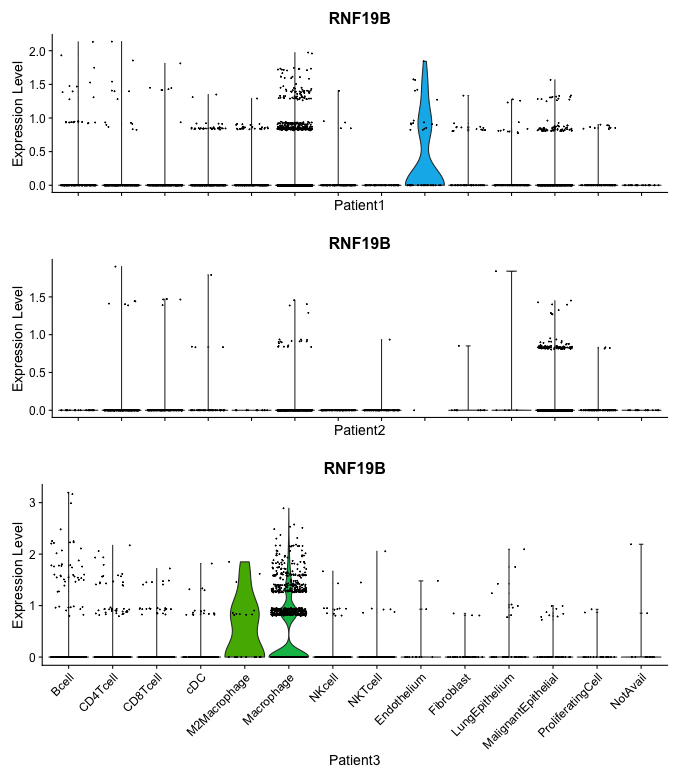 RNF19B
Expression Level
2.0
1.5
1.0
0.5
0.0
Patient1
RNF19B
Expression Level
1.5
1.0
0.5
0.0
Patient2
RNF19B
Expression Level
3
2
1
0
Bcell
CD4Tcell
CD8Tcell
cDC
M2Macrophage
Macrophage
NKcell
NKTcell
Endothelium
Fibroblast
LungEpithelium
MalignantEpithelial
ProliferatingCell
NotAvail
Patient3